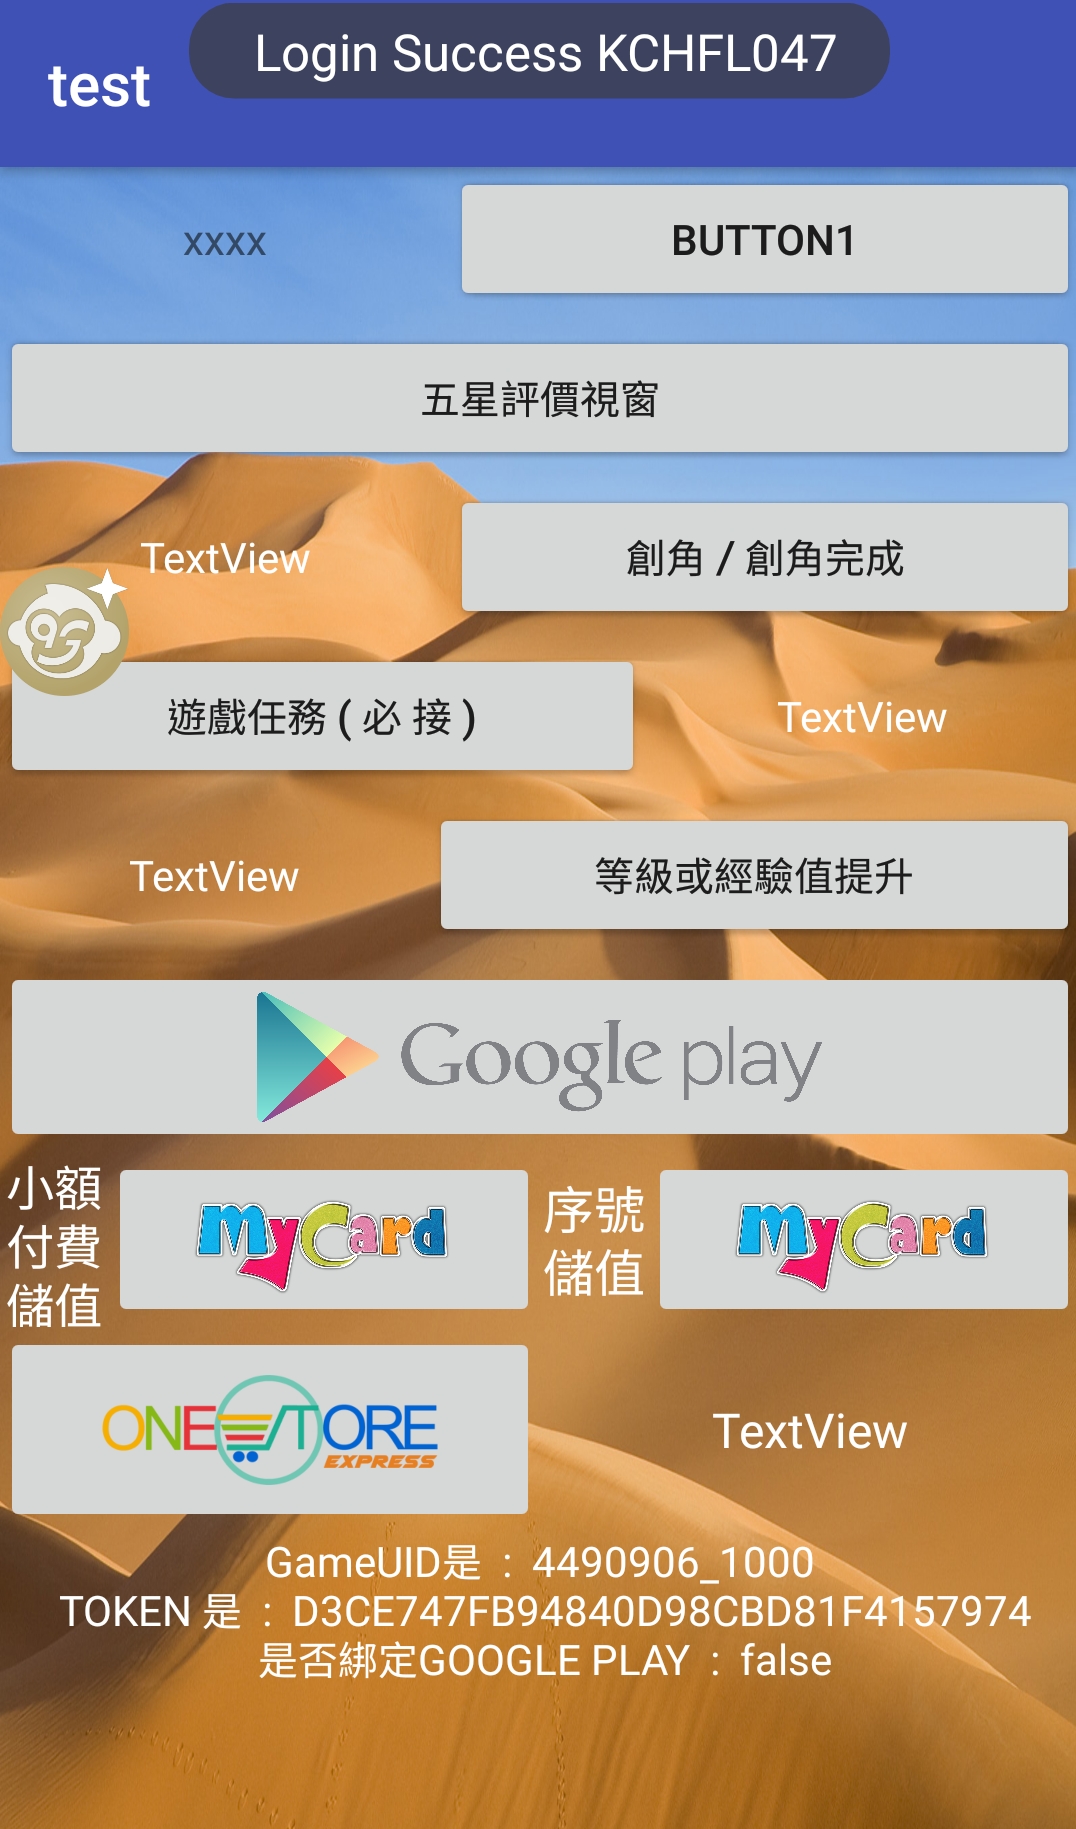 Login Success KCHFL047
test
xxxx
BUTTON1
五星評價視窗
TextView
創角 / 創角完成
9G
遊戲任務 ( 必 接 )
TextView
TextView
等級或經驗值提升
Google play
小額
付費
儲值
MyCard
序號
儲值
MyCard
ONE STORE
EXPRESS
TextView
GameUID是 : 4490906_1000
TOKEN 是 : D3CE747FB94840D98CBD81F4157974
是否綁定GOOGLE PLAY : false